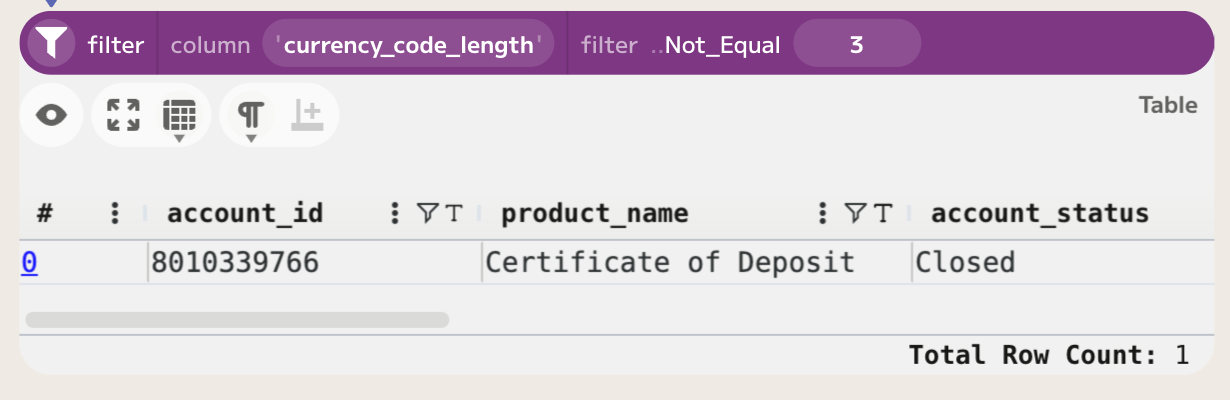 filter column 'currency_code_length' filter ..Not_Equal 3
Table
# account_id T product_name T account_status
0 8010339766 Certificate of Deposit Closed
Total Row Count: 1